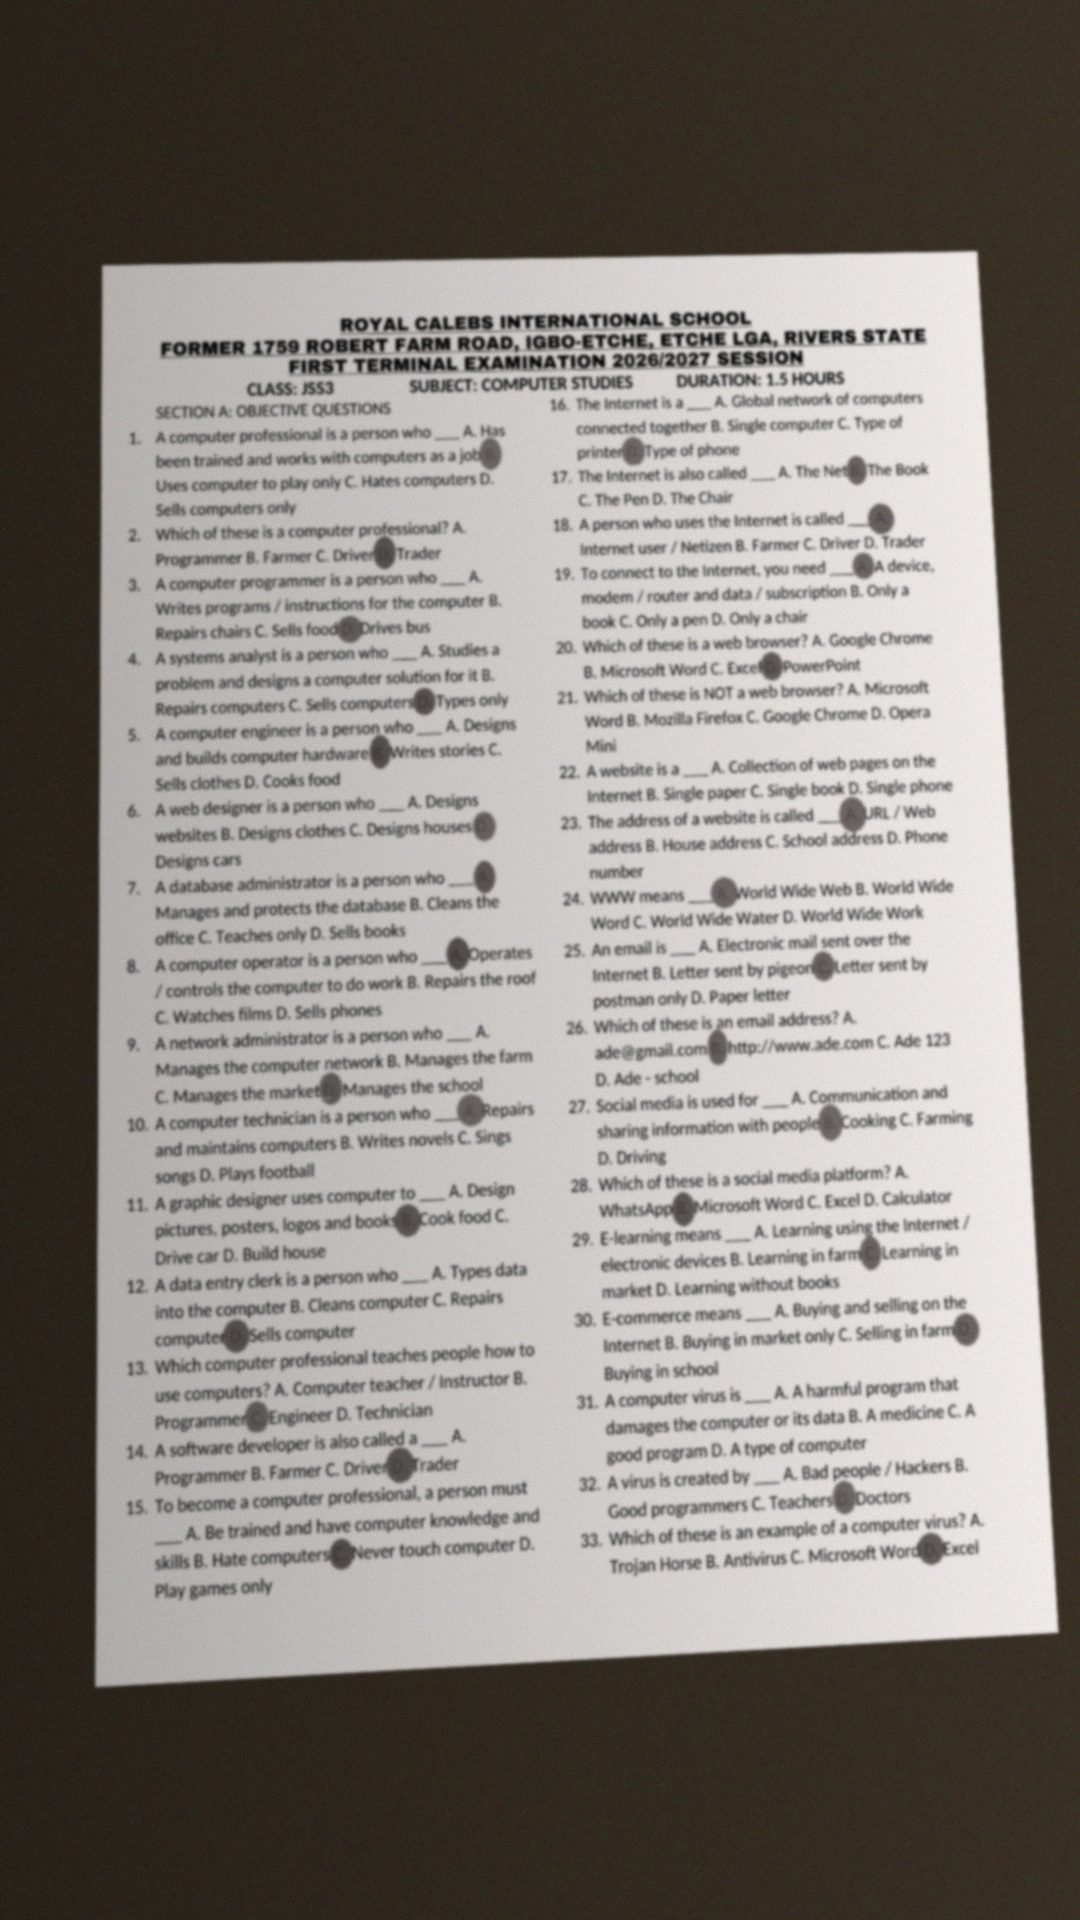 ROYAL CALEBS INTERNATIONAL SCHOOL
FORMER 1759 ROBERT FARM ROAD, IGBO-ETCHE, ETCHE LGA, RIVERS STATE
FIRST TERMINAL EXAMINATION 2026/2027 SESSION
CLASS: JSS3 SUBJECT: COMPUTER STUDIES DURATION: 1.5 HOURS
SECTION A: OBJECTIVE QUESTIONS
1. A computer professional is a person who ___ A. Has
been trained and works with computers as a job
Uses computer to play only C. Hates computers D.
Sells computers only
2. Which of these is a computer professional? A.
Programmer B. Farmer C. Driver D. Trader
3. A computer programmer is a person who ___ A.
Writes programs / instructions for the computer B.
Repairs chairs C. Sells food Drives bus
4. A systems analyst is a person who ___ A. Studies a
problem and designs a computer solution for it B.
Repairs computers C. Sells computers D. Types only
5. A computer engineer is a person who ___ A. Designs
and builds computer hardware B. Writes stories C.
Sells clothes D. Cooks food
6. A web designer is a person who ___ A. Designs
websites B. Designs clothes C. Designs houses D.
Designs cars
7. A database administrator is a person who ___ A.
Manages and protects the database B. Cleans the
office C. Teaches only D. Sells books
8. A computer operator is a person who ___ A. Operates
/ controls the computer to do work B. Repairs the roof
C. Watches films D. Sells phones
9. A network administrator is a person who ___ A.
Manages the computer network B. Manages the farm
C. Manages the market D. Manages the school
10. A computer technician is a person who ___ A. Repairs
and maintains computers B. Writes novels C. Sings
songs D. Plays football
11. A graphic designer uses computer to ___ A. Design
pictures, posters, logos and books B. Cook food C.
Drive car D. Build house
12. A data entry clerk is a person who ___ A. Types data
into the computer B. Cleans computer C. Repairs
computer D. Sells computer
13. Which computer professional teaches people how to
use computers? A. Computer teacher / Instructor B.
Programmer C. Engineer D. Technician
14. A software developer is also called a ___ A.
Programmer B. Farmer C. Driver D. Trader
15. To become a computer professional, a person must
___ A. Be trained and have computer knowledge and
skills B. Hate computers C. Never touch computer D.
Play games only
16. The Internet is a ___ A. Global network of computers
connected together B. Single computer C. Type of
printer D. Type of phone
17. The Internet is also called ___ A. The Net B. The Book
C. The Pen D. The Chair
18. A person who uses the Internet is called ___ A.
Internet user / Netizen B. Farmer C. Driver D. Trader
19. To connect to the Internet, you need ___ A. A device,
modem / router and data / subscription B. Only a
book C. Only a pen D. Only a chair
20. Which of these is a web browser? A. Google Chrome
B. Microsoft Word C. Excel D. PowerPoint
21. Which of these is NOT a web browser? A. Microsoft
Word B. Mozilla Firefox C. Google Chrome D. Opera
Mini
22. A website is a ___ A. Collection of web pages on the
Internet B. Single paper C. Single book D. Single phone
23. The address of a website is called ___ A. URL / Web
address B. House address C. School address D. Phone
number
24. WWW means ___ A. World Wide Web B. World Wide
Word C. World Wide Water D. World Wide Work
25. An email is ___ A. Electronic mail sent over the
Internet B. Letter sent by pigeon C. Letter sent by
postman only D. Paper letter
26. Which of these is an email address? A.
ade@gmail.com B. http://www.ade.com C. Ade 123
D. Ade - school
27. Social media is used for ___ A. Communication and
sharing information with people B. Cooking C. Farming
D. Driving
28. Which of these is a social media platform? A.
WhatsApp B. Microsoft Word C. Excel D. Calculator
29. E-learning means ___ A. Learning using the Internet /
electronic devices B. Learning in farm C. Learning in
market D. Learning without books
30. E-commerce means ___ A. Buying and selling on the
Internet B. Buying in market only C. Selling in farm D.
Buying in school
31. A computer virus is ___ A. A harmful program that
damages the computer or its data B. A medicine C. A
good program D. A type of computer
32. A virus is created by ___ A. Bad people / Hackers B.
Good programmers C. Teachers D. Doctors
33. Which of these is an example of a computer virus? A.
Trojan Horse B. Antivirus C. Microsoft Word D. Excel